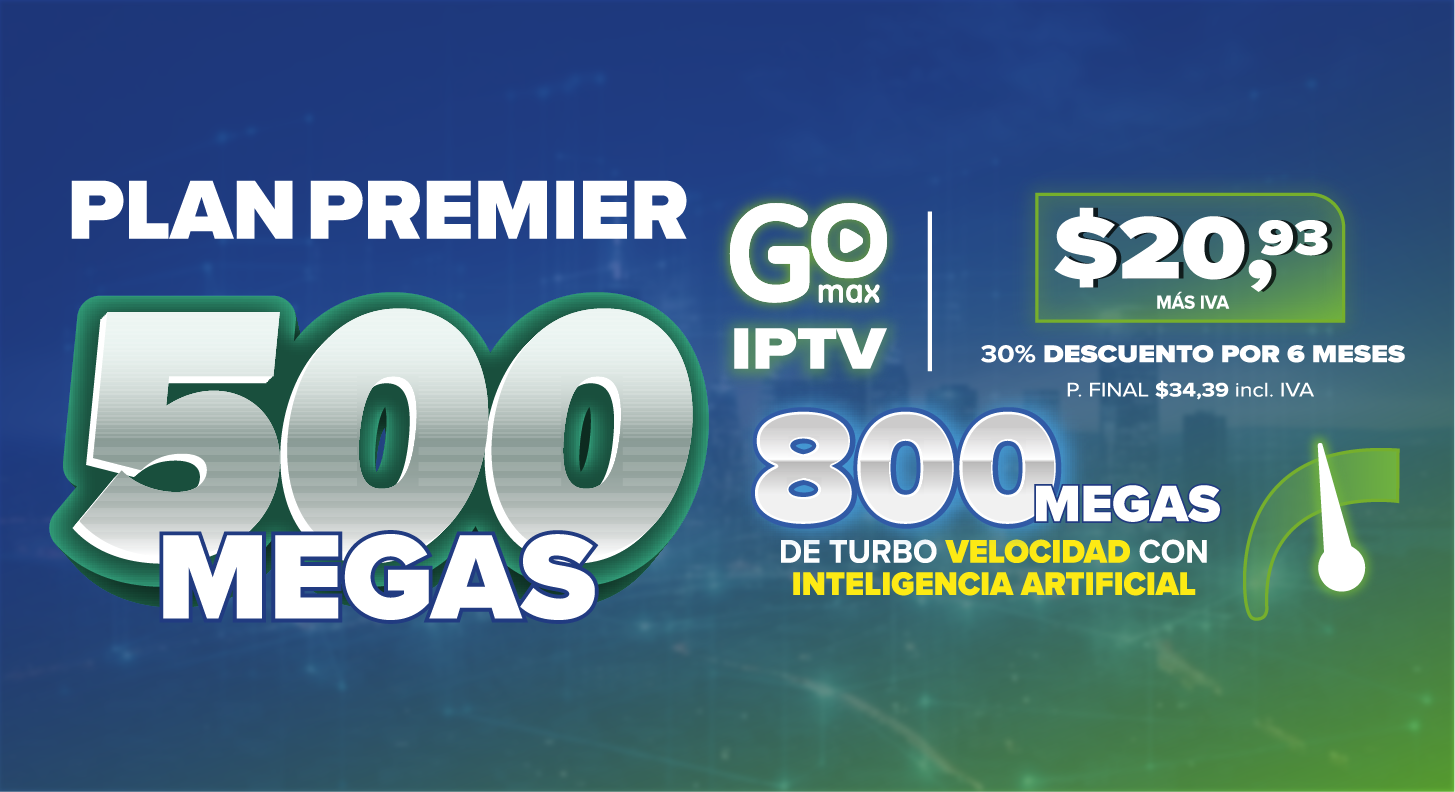 PLAN PREMIER
500
MEGAS
GO
max
IPTV
$20,93
MÁS IVA
30% DESCUENTO POR 6 MESES
P. FINAL $34,39 incl. IVA
800 MEGAS
DE TURBO VELOCIDAD CON
INTELIGENCIA ARTIFICIAL